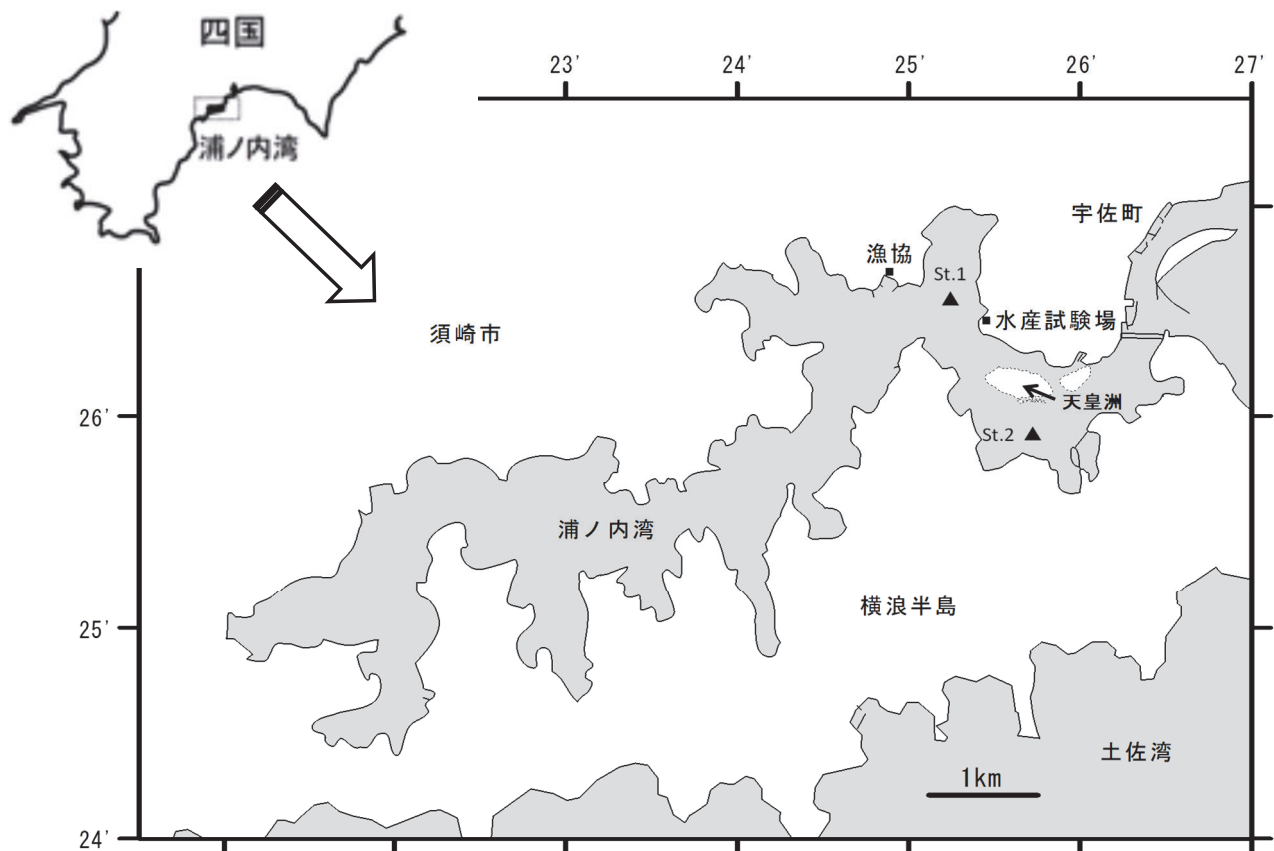 四国
浦ノ内湾
23'
24'
25'
26'
27'
宇佐町
漁協
St.1
須崎市
水産試験場
天皇洲
26'
St.2
浦ノ内湾
横浪半島
25'
土佐湾
1km
24'